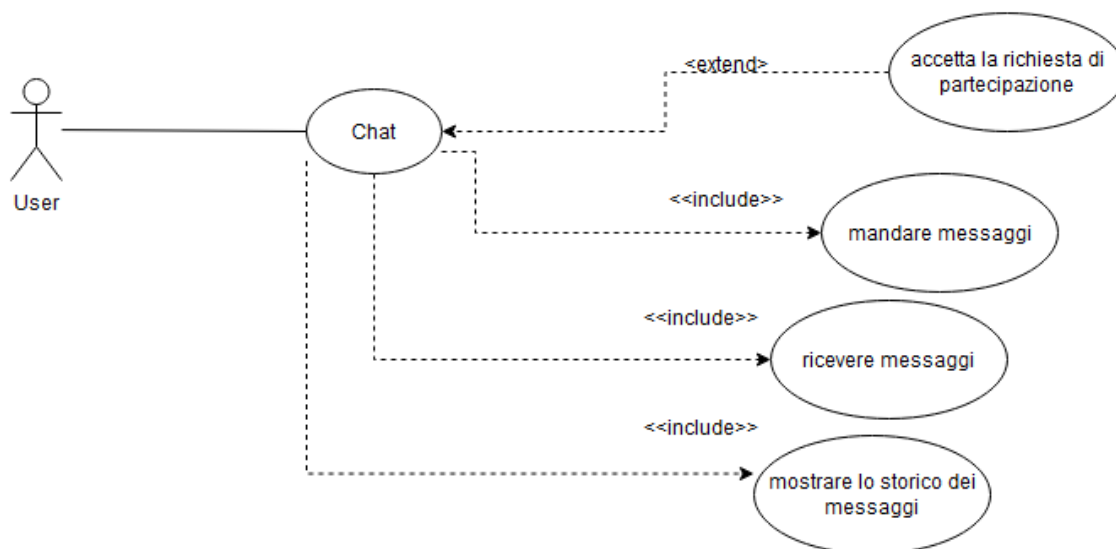 <extend>
accetta la richiesta di
partecipazione
Chat
User
<<include>>
mandare messaggi
<<include>>
ricevere messaggi
<<include>>
mostrare lo storico dei
messaggi